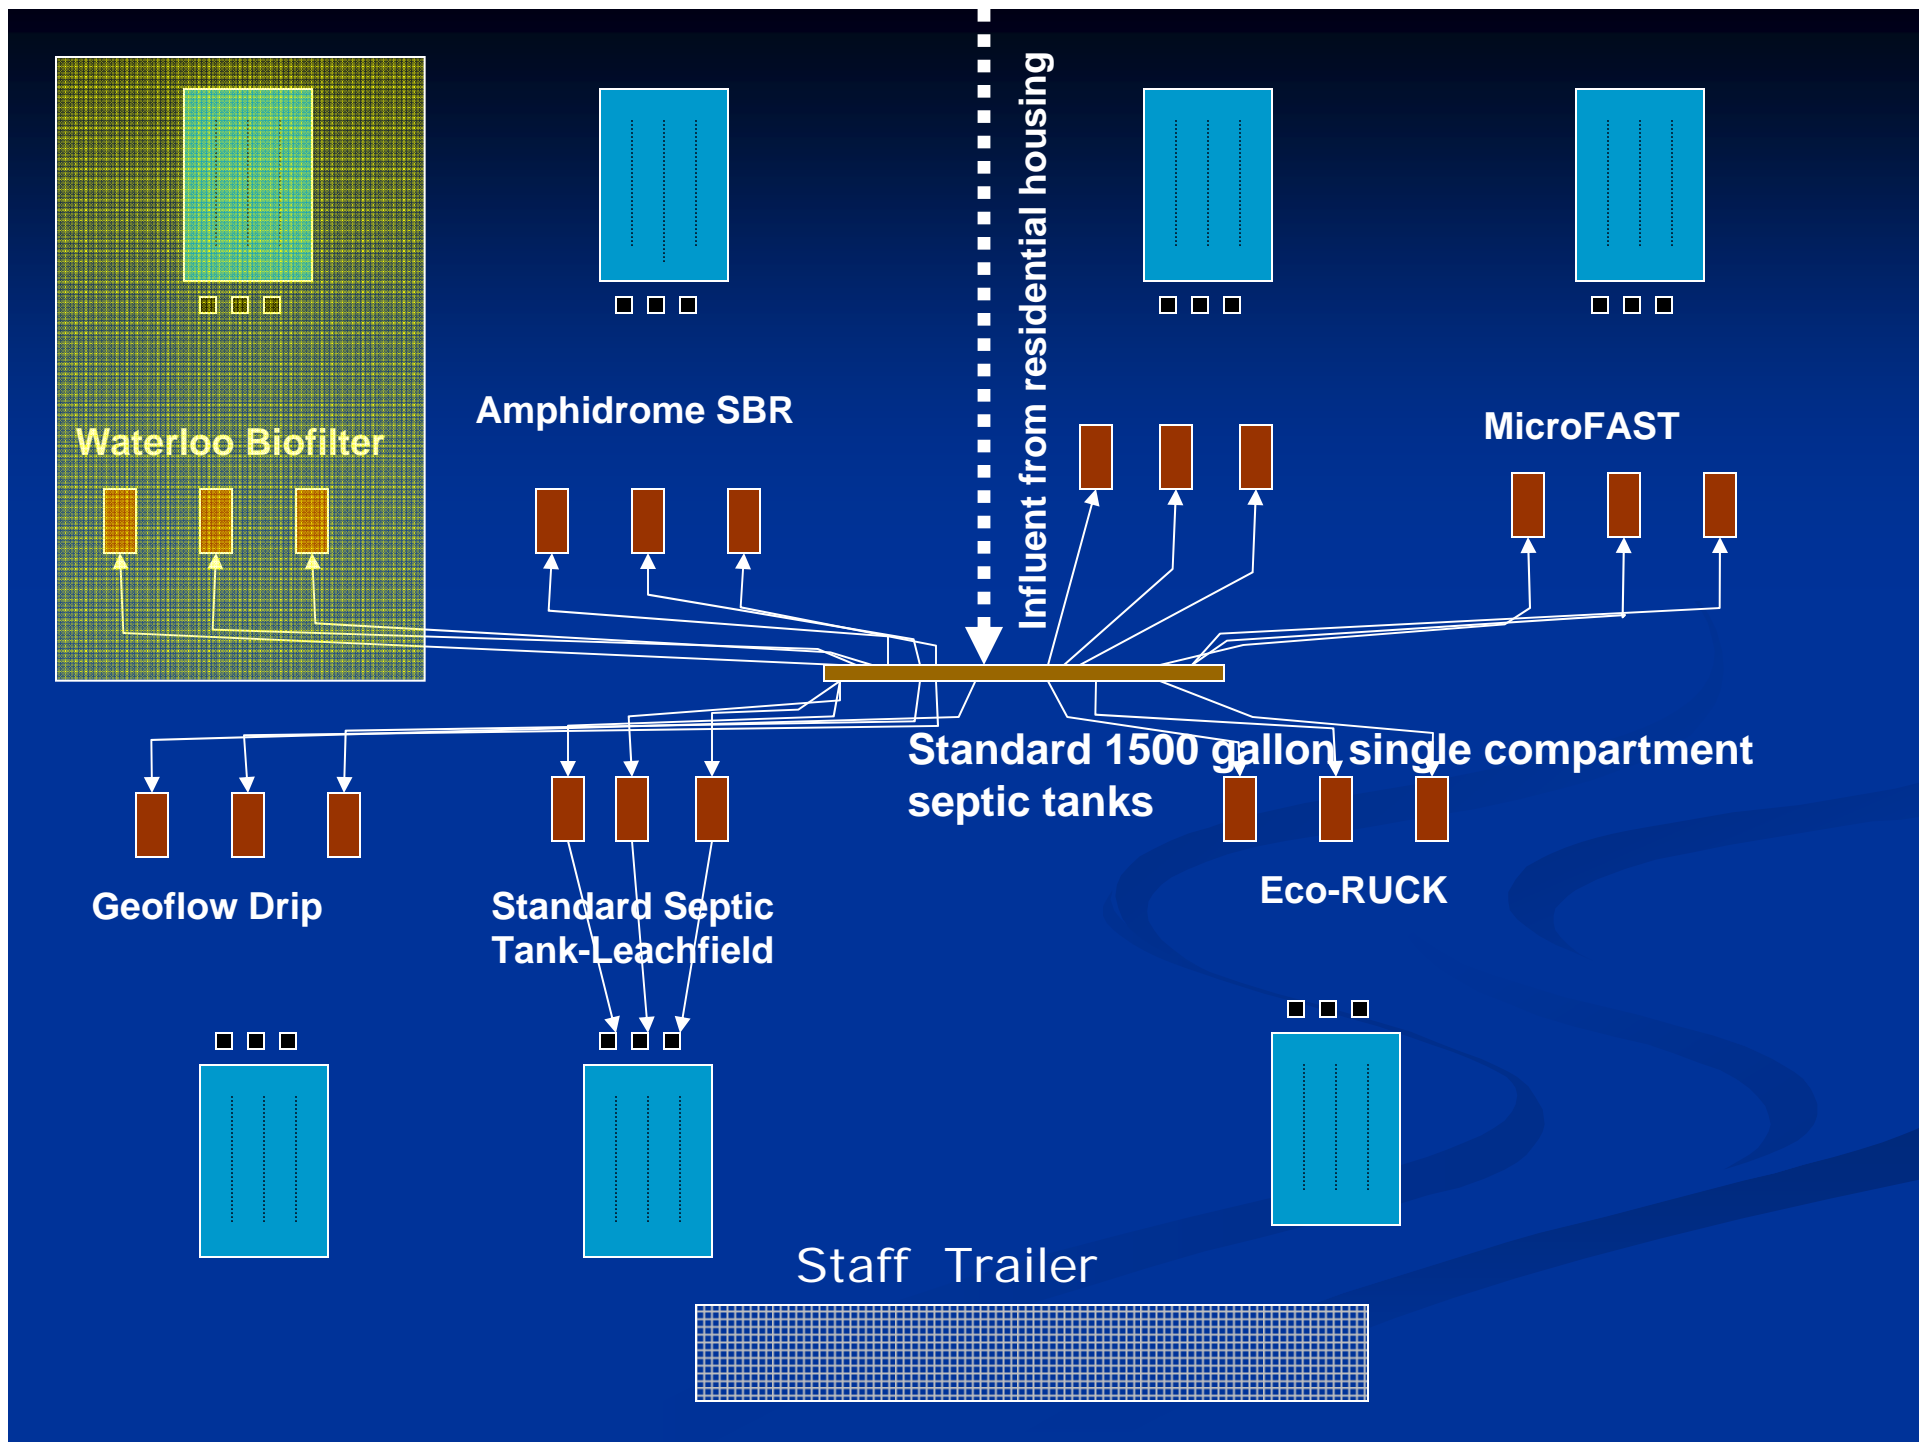 Influent from residential housing
Amphidrome SBR
MicroFAST
Waterloo Biofilter
Standard 1500 gallon single compartment
septic tanks
Eco-RUCK
Geoflow Drip
Standard Septic
Tank-Leachfield
Staff Trailer